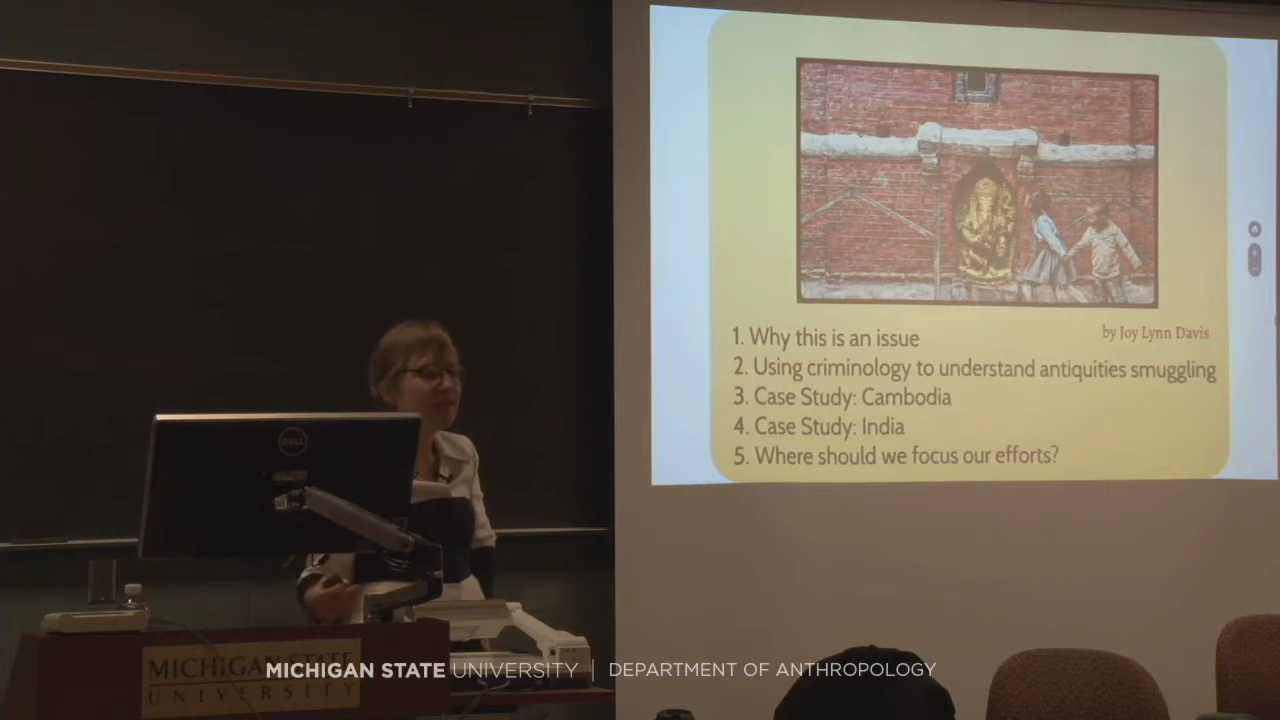 by Joy Lynn Davis
1. Why this is an issue
2. Using criminology to understand antiquities smuggling
3. Case Study: Cambodia
4. Case Study: India
5. Where should we focus our efforts?
DELL
MICHIGAN STATE
UNIVERSITY
MICHIGAN STATE UNIVERSITY | DEPARTMENT OF ANTHROPOLOGY